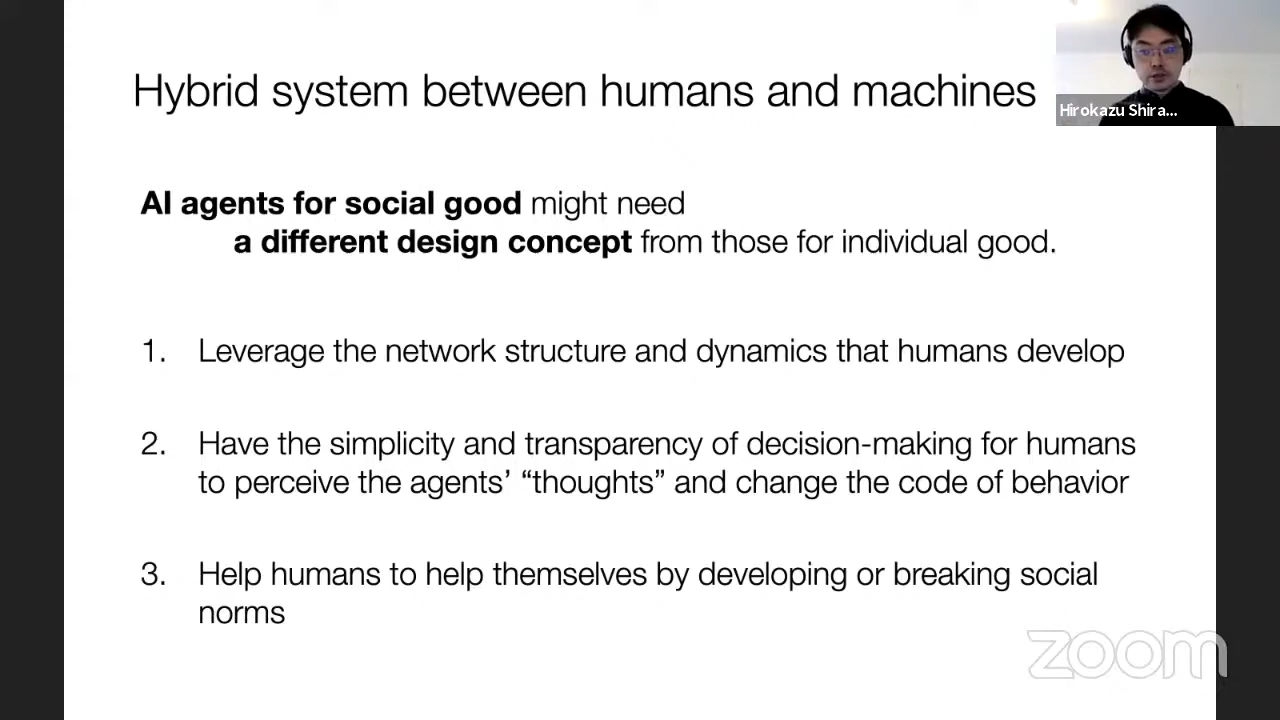 Hybrid system between humans and machines
Hirokazu Shira...
AI agents for social good might need
a different design concept from those for individual good.
1. Leverage the network structure and dynamics that humans develop
2. Have the simplicity and transparency of decision-making for humans
to perceive the agents’ “thoughts” and change the code of behavior
3. Help humans to help themselves by developing or breaking social
norms
zoom